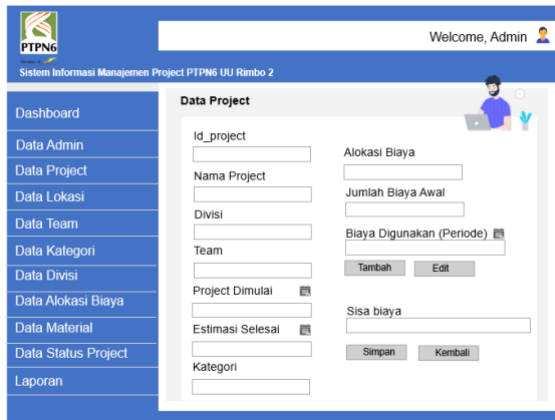 PTPN6
Member of
Welcome, Admin
Sistem Informasi Manajemen Project PTPN6 UU Rimbo 2
Dashboard
Data Admin
Data Project
Data Lokasi
Data Team
Data Kategori
Data Divisi
Data Alokasi Biaya
Data Material
Data Status Project
Laporan
Data Project
Id_project
Nama Project
Divisi
Team
Project Dimulai
Estimasi Selesai
Kategori
Alokasi Biaya
Jumlah Biaya Awal
Biaya Digunakan (Periode)
Tambah Edit
Sisa biaya
Simpan Kembali